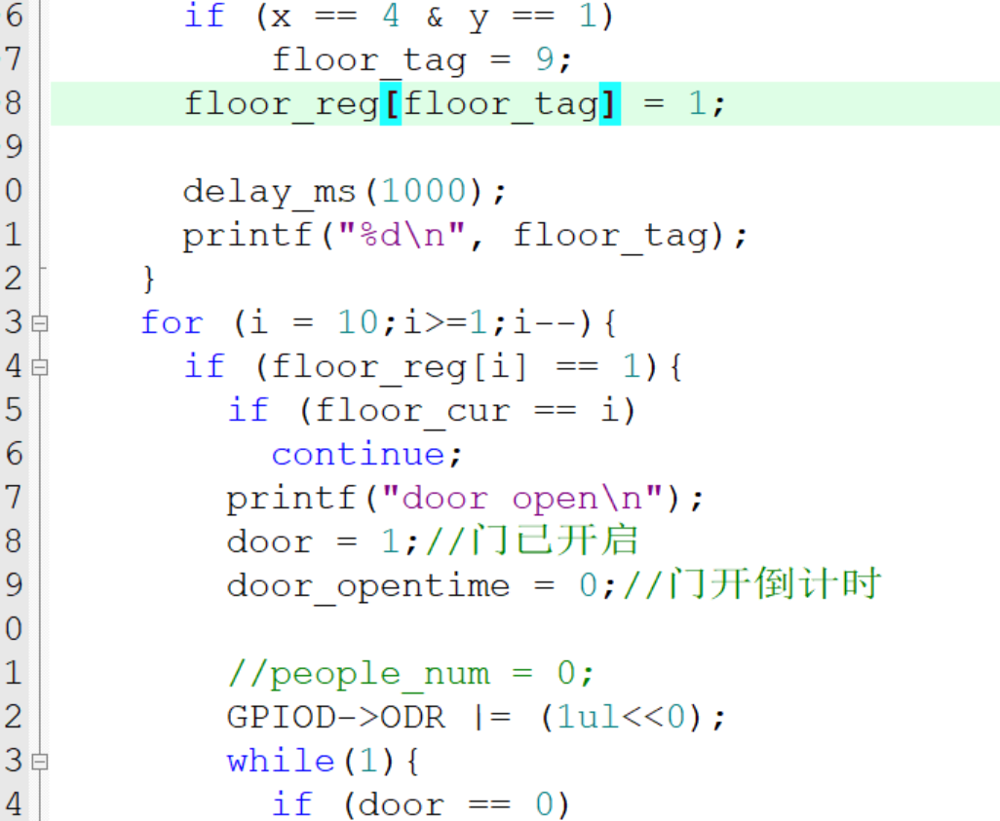 6 if (x == 4 & y == 1)
7 floor_tag = 9;
8 floor_reg[floor_tag] = 1;
9
0 delay_ms(1000);
1 printf("%d\n", floor_tag);
2 }
3 for (i = 10;i>=1;i--){
4 if (floor_reg[i] == 1){
5 if (floor_cur == i)
6 continue;
7 printf("door open\n");
8 door = 1;//门已开启
9 door_opentime = 0;//门开倒计时
0
1 //people_num = 0;
2 GPIOD->ODR |= (1ul<<0);
3 while(1){
4 if (door == 0)